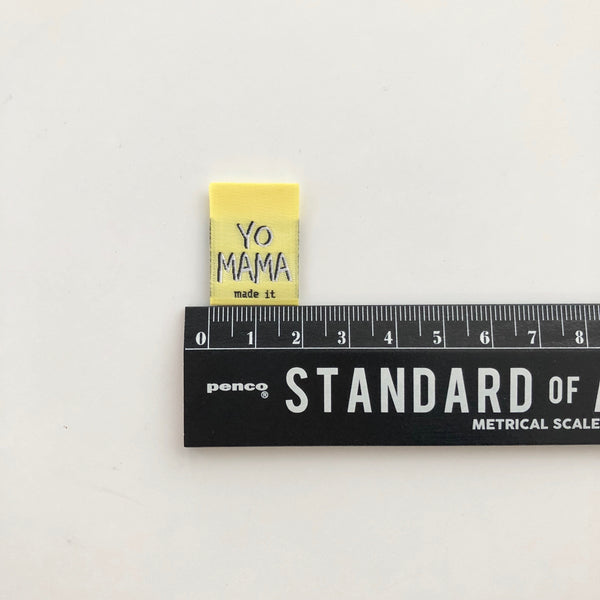 YO
MAMA
made it
0 1 2 3 4 5 6 7 8
penco®
STANDARD OF
METRICAL SCALE